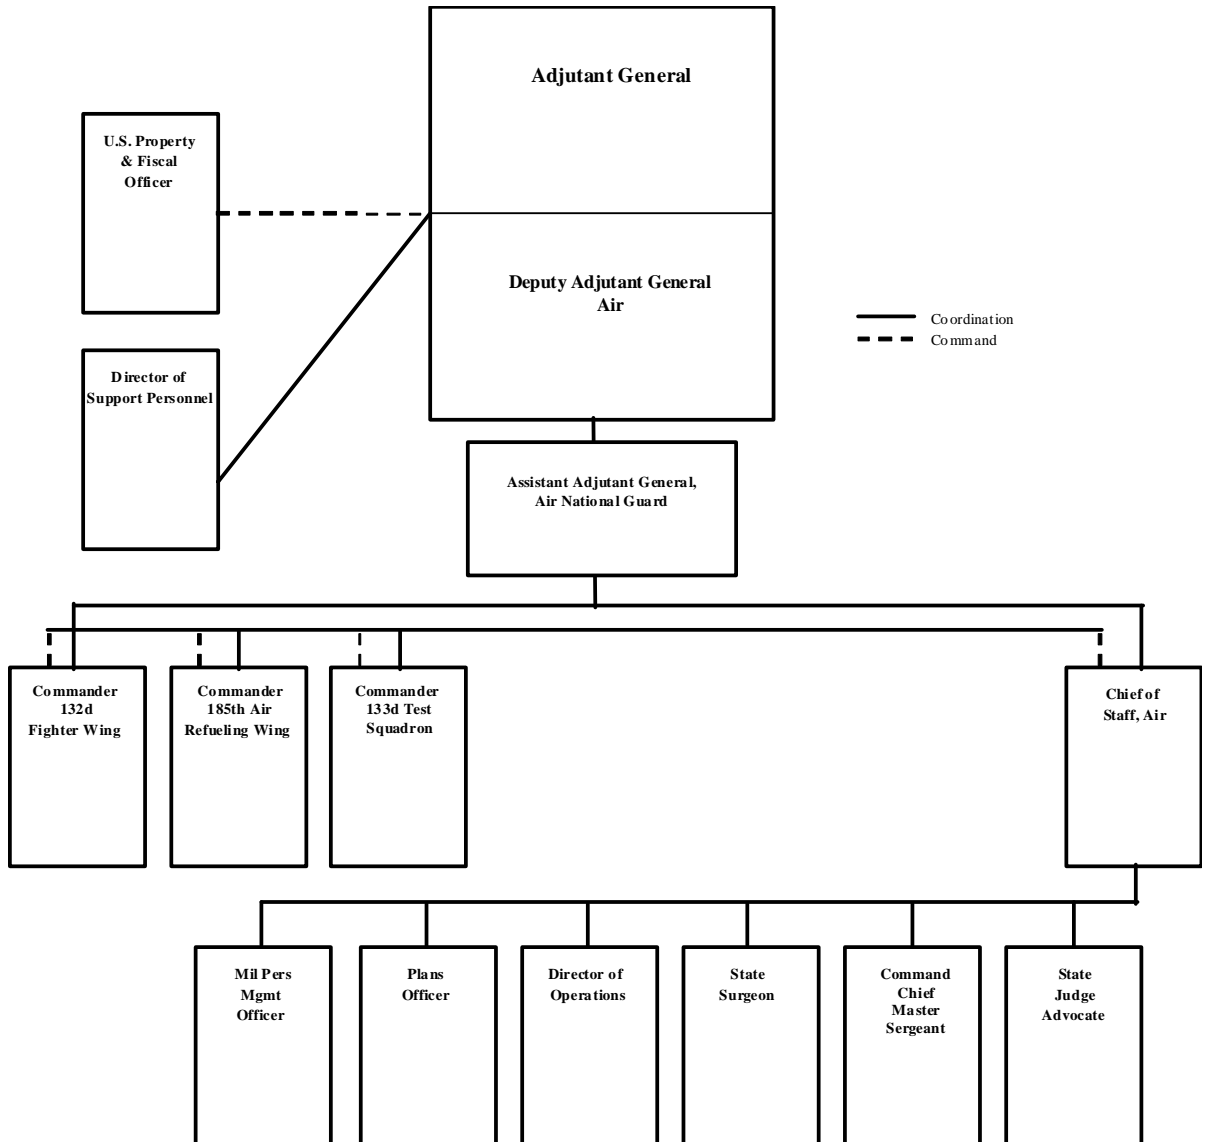 Adjutant General
U.S. Property
& Fiscal
Officer
Deputy Adjutant General
Air
Coordination
Command
Director of
Support Personnel
Assistant Adjutant General,
Air National Guard
Commander
132d
Fighter Wing
Commander
185th Air
Refueling Wing
Commander
133d Test
Squadron
Chief of
Staff, Air
Mil Pers
Mgmt
Officer
Plans
Officer
Director of
Operations
State
Surgeon
Command
Chief
Master
Sergeant
State
Judge
Advocate